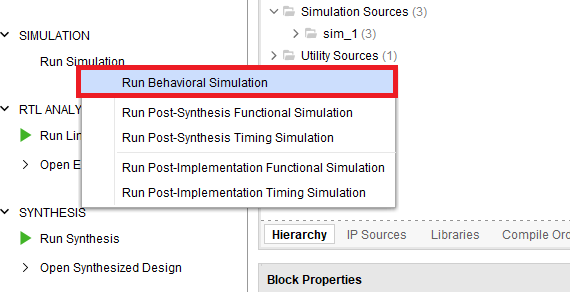 SIMULATION
Run Simulation
Run Behavioral Simulation
Run Post-Synthesis Functional Simulation
Run Post-Synthesis Timing Simulation
Run Post-Implementation Functional Simulation
Run Post-Implementation Timing Simulation
RTL ANALY
Run Lin
Open E
SYNTHESIS
Run Synthesis
Open Synthesized Design
Simulation Sources (3)
sim_1 (3)
Utility Sources (1)
Hierarchy IP Sources Libraries Compile Ord
Block Properties